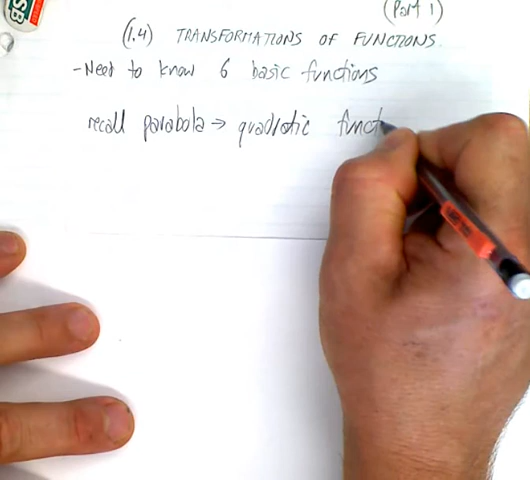 (Part 1)
(1.4) TRANSFORMATIONS OF FUNCTIONS.
-Need to know 6 basic functions
recall parabola → quadratic funct